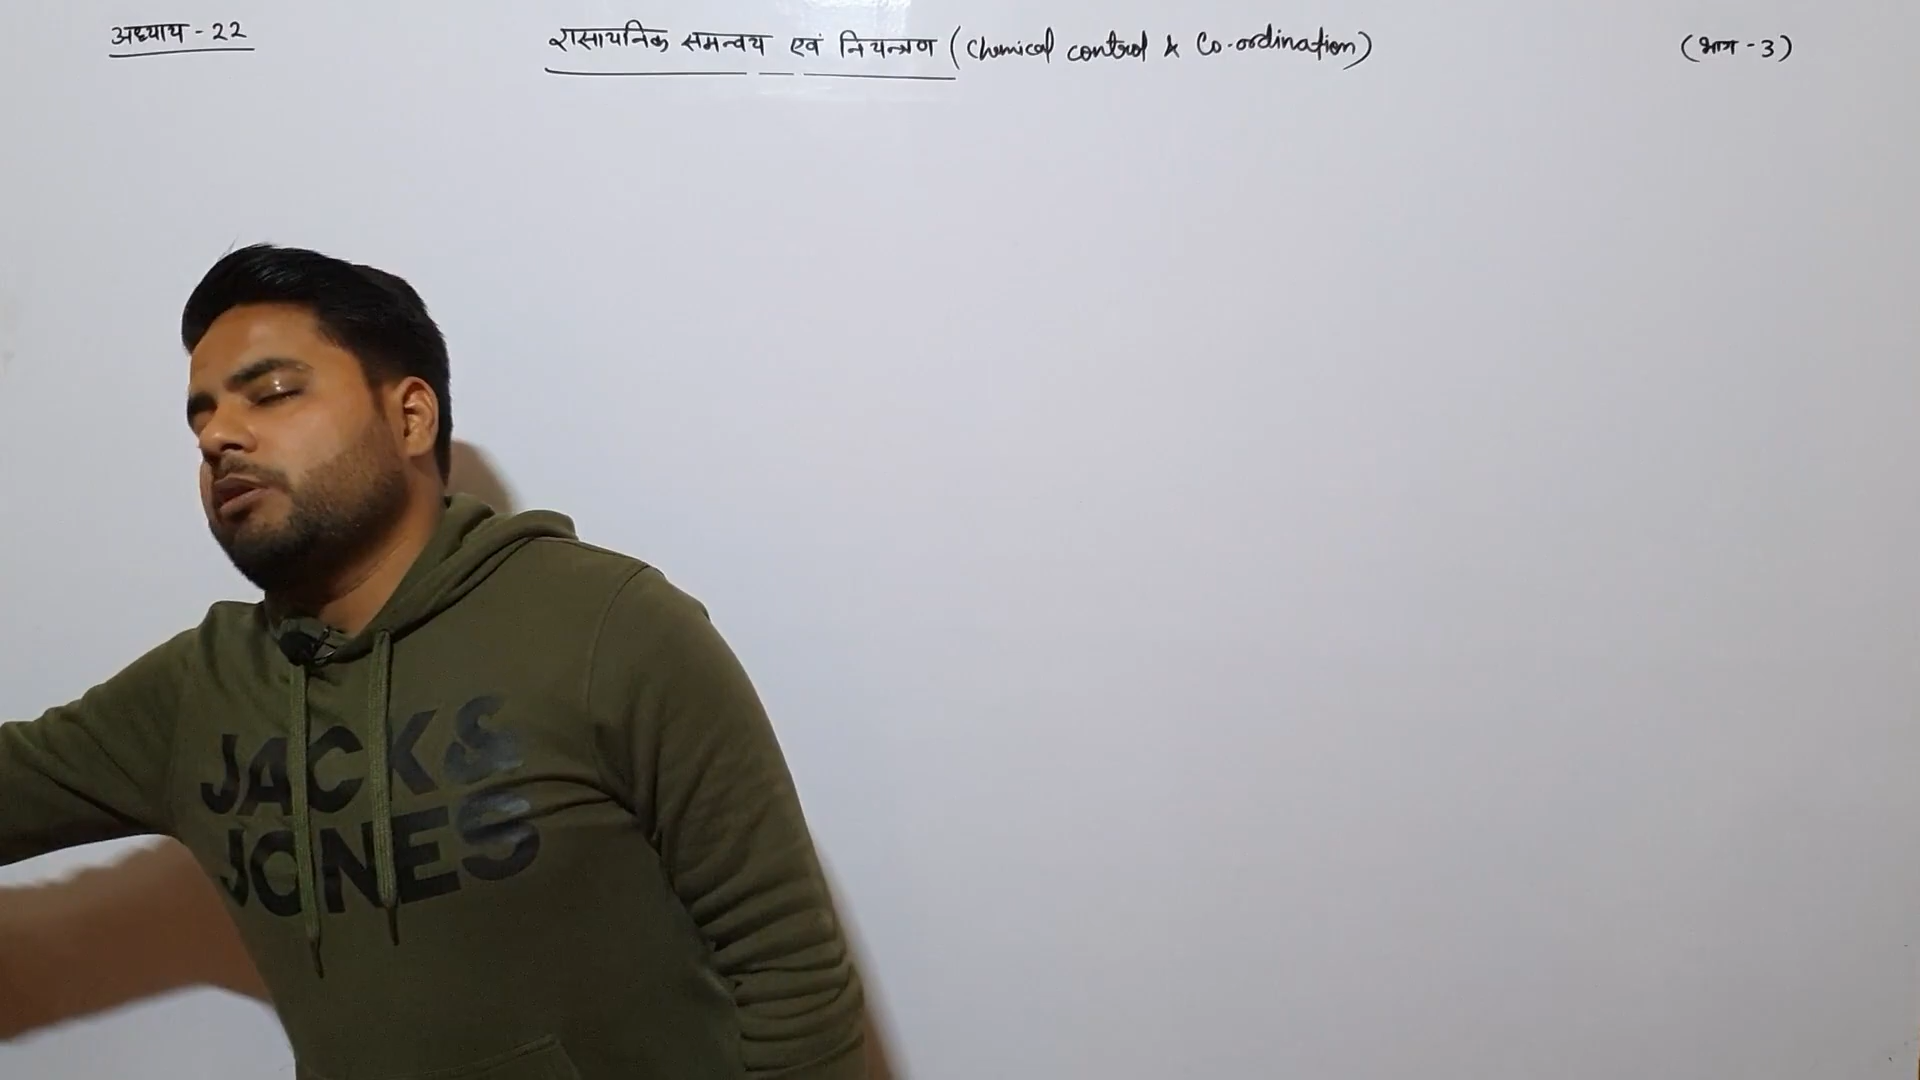 अध्याय - 22
रासायनिक समन्वय एवं नियन्त्रण (Chemical control & Co-ordination)
(भाग - 3)
JACK&
JONES